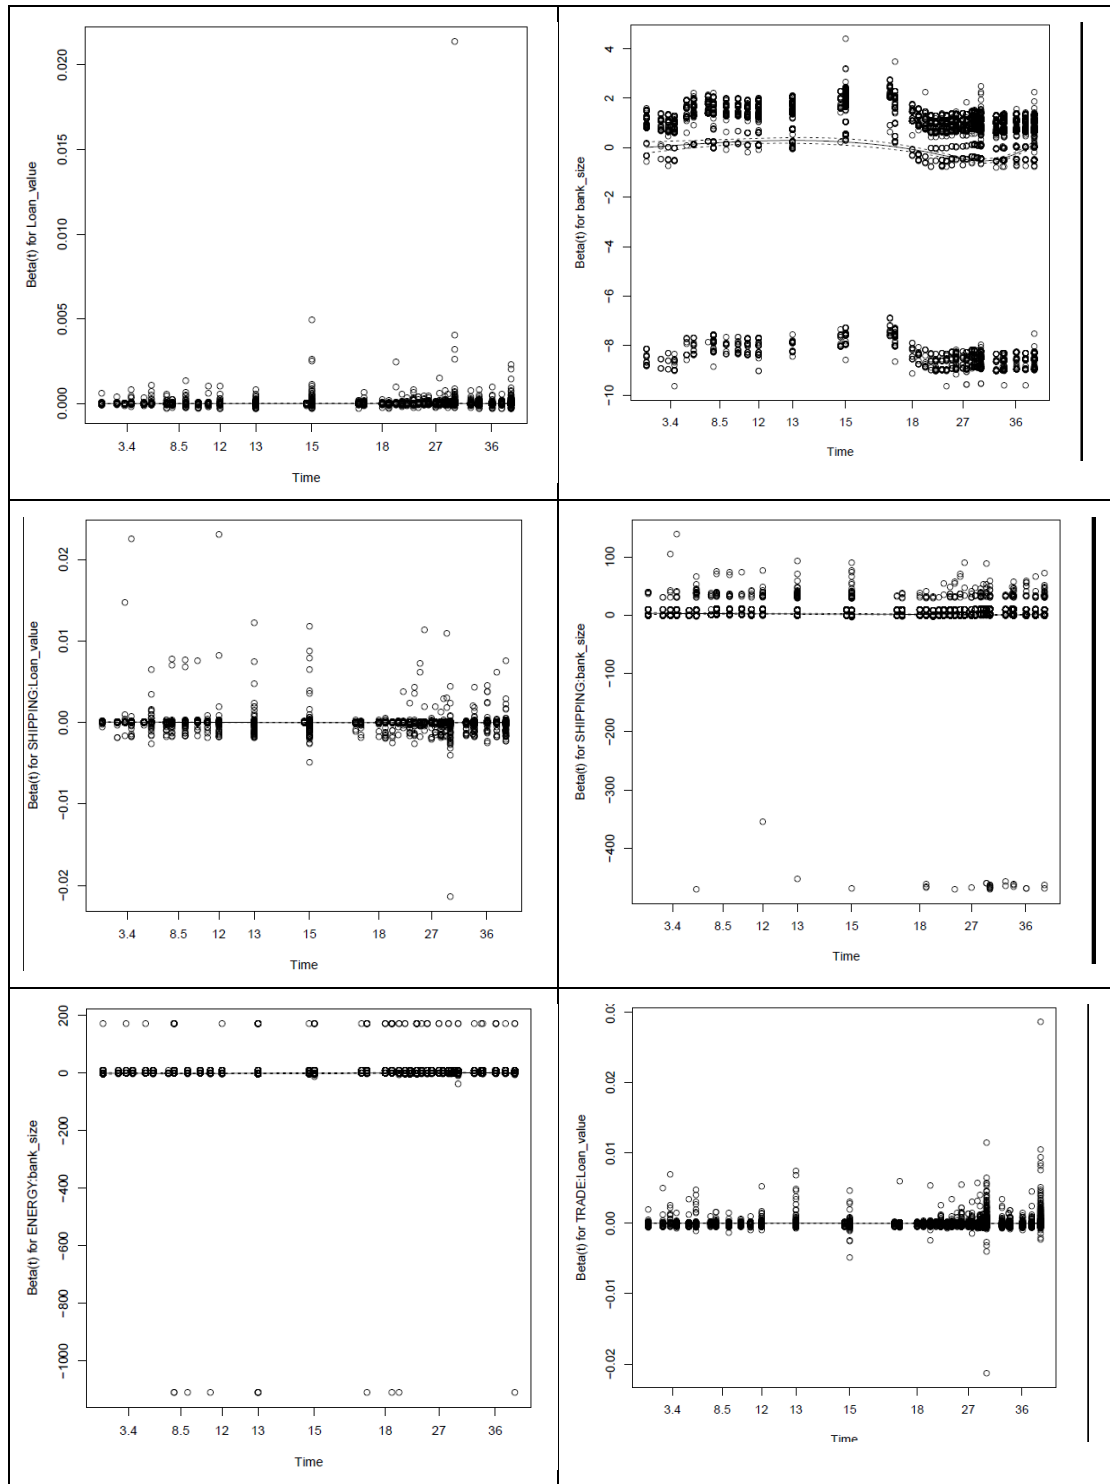 Beta(t) for Loan_value
0.020
0.015
0.010
0.005
0.000
3.4 8.5 12 13 15 18 27 36
Time
Beta(t) for bank_size
4
2
0
−2
−4
−6
−8
−10
3.4 8.5 12 13 15 18 27 36
Time
Beta(t) for SHIPPING:Loan_value
0.02
0.01
0.00
−0.01
−0.02
3.4 8.5 12 13 15 18 27 36
Time
Beta(t) for SHIPPING:bank_size
100
0
−100
−200
−300
−400
3.4 8.5 12 13 15 18 27 36
Time
Beta(t) for ENERGY:bank_size
200
0
−200
−400
−600
−800
−1000
3.4 8.5 12 13 15 18 27 36
Time
Beta(t) for TRADE:Loan_value
0.03
0.02
0.01
0.00
−0.01
−0.02
3.4 8.5 12 13 15 18 27 36
Time